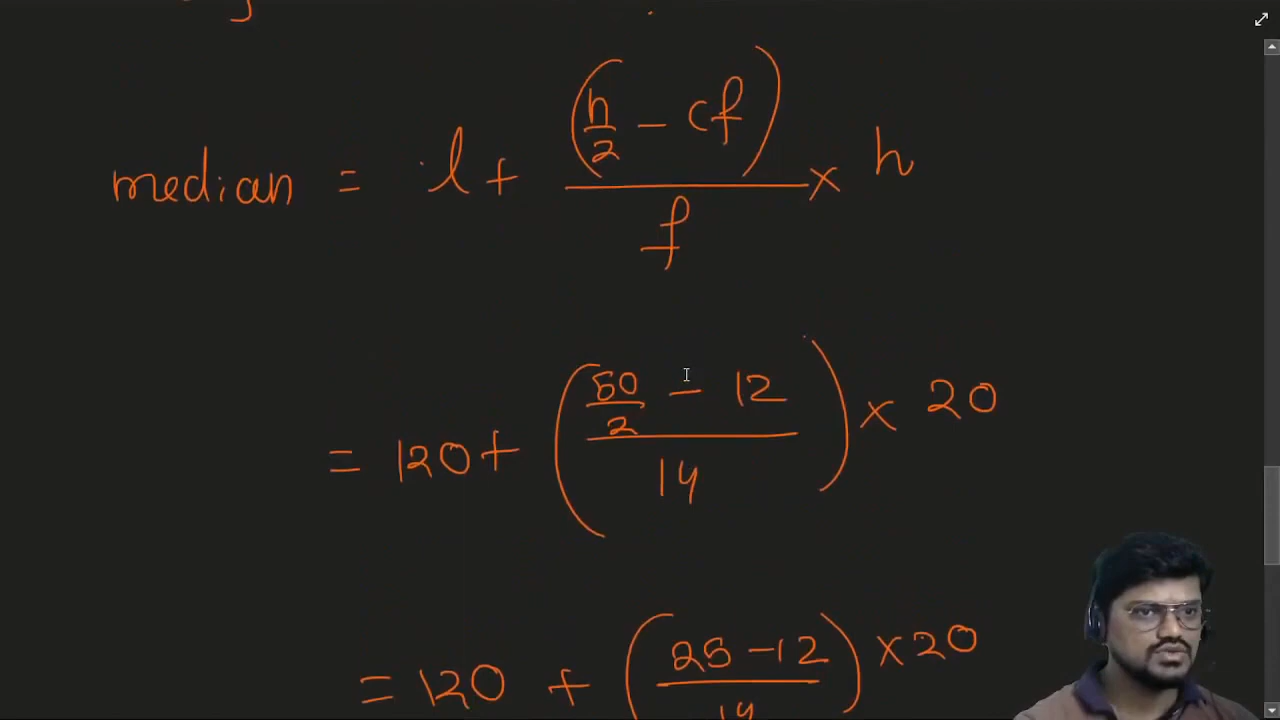 median = l + (n/2 - cf)/f × h
= 120 + ((50/2 - 12)/14) × 20
= 120 + ((25 - 12)/14) × 20